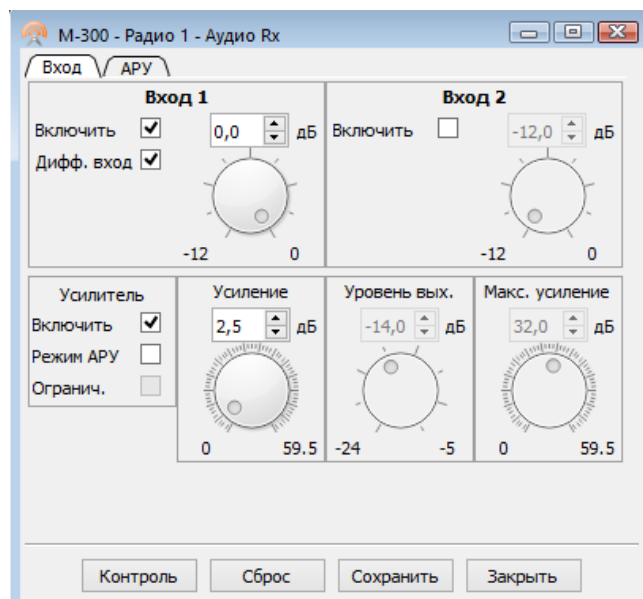 М-300 - Радио 1 - Аудио Rx
Вход АРУ
Вход 1 Вход 2
Включить 0,0 дБ Включить -12,0 дБ
Дифф. вход
-12 0 -12 0
Усилитель Усиление Уровень вых. Макс. усиление
Включить 2,5 дБ -14,0 дБ 32,0 дБ
Режим АРУ
Огранич.
0 59.5 -24 -5 0 59.5
Контроль Сброс Сохранить Закрыть